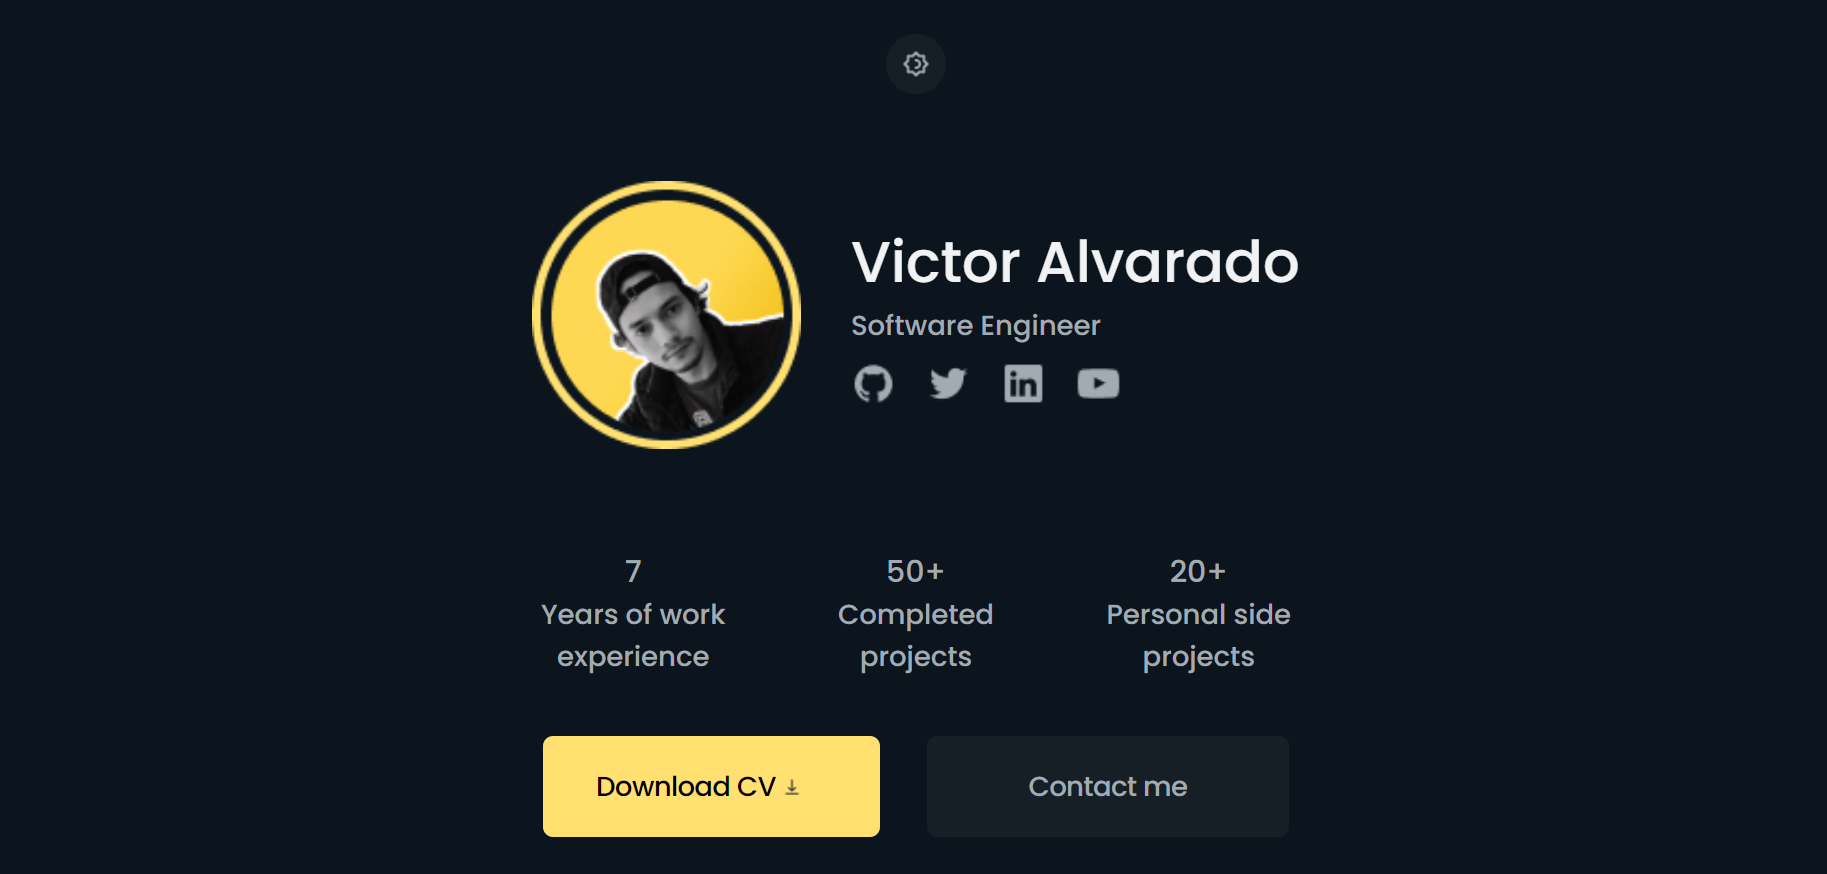 Victor Alvarado
Software Engineer
in
7
Years of work
experience
50+
Completed
projects
20+
Personal side
projects
Download CV
Contact me